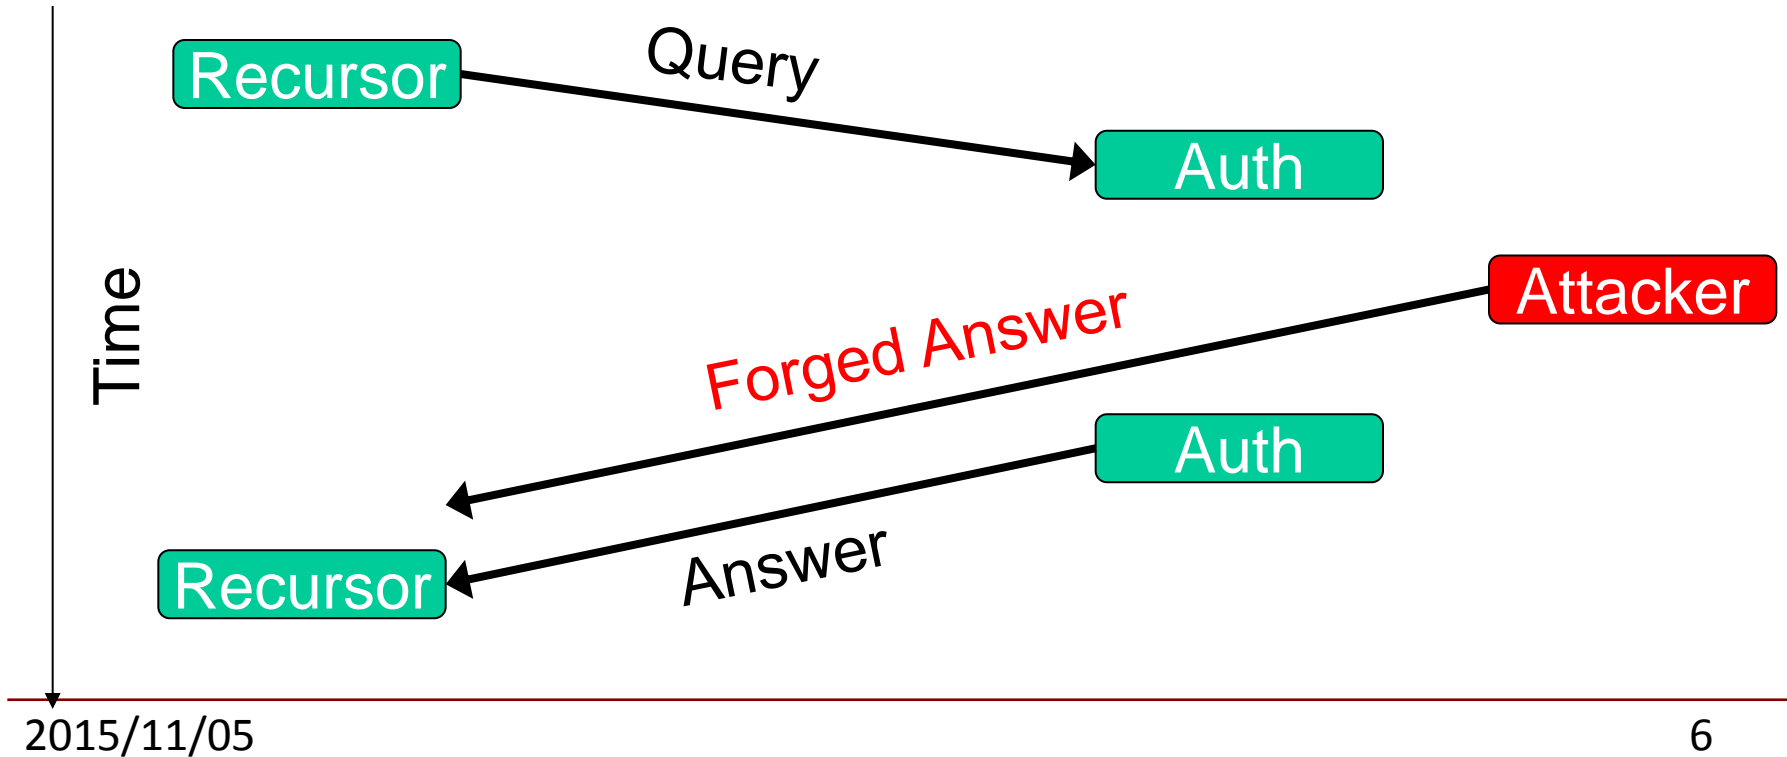 Recursor
Query
Auth
Attacker
Time
Forged Answer
Auth
Answer
Recursor
2015/11/05
6